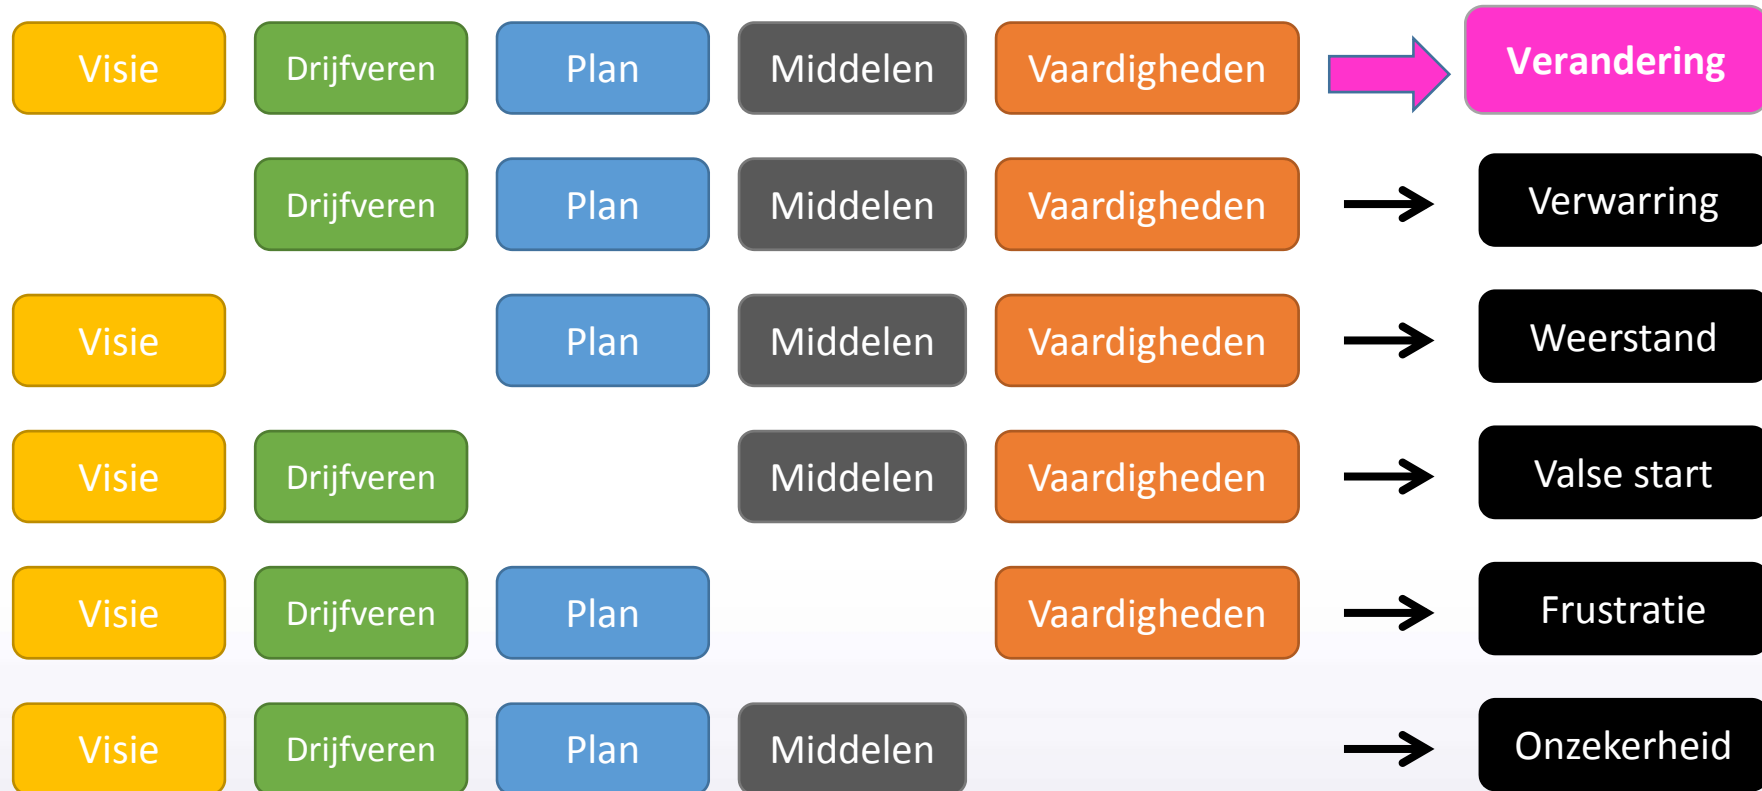 Visie Drijfveren Plan Middelen Vaardigheden Verandering
Drijfveren Plan Middelen Vaardigheden Verwarring
Visie Plan Middelen Vaardigheden Weerstand
Visie Drijfveren Middelen Vaardigheden Valse start
Visie Drijfveren Plan Vaardigheden Frustratie
Visie Drijfveren Plan Middelen Onzekerheid